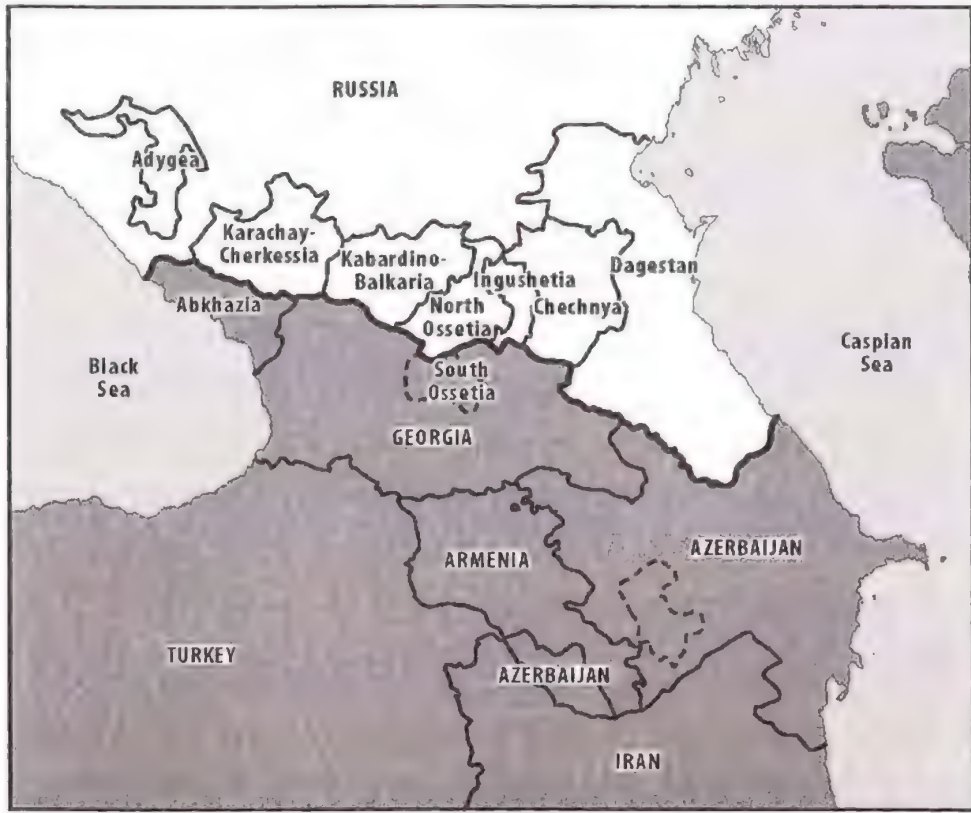 RUSSIA
Adygea
Karachay-
Cherkessia
Kabardino-
Balkaria
Ingushetia
Dagestan
North
Ossetia
Chechnya
Abkhazia
Black
Sea
Caspian
Sea
South
Ossetia
GEORGIA
ARMENIA
AZERBAIJAN
TURKEY
AZERBAIJAN
IRAN